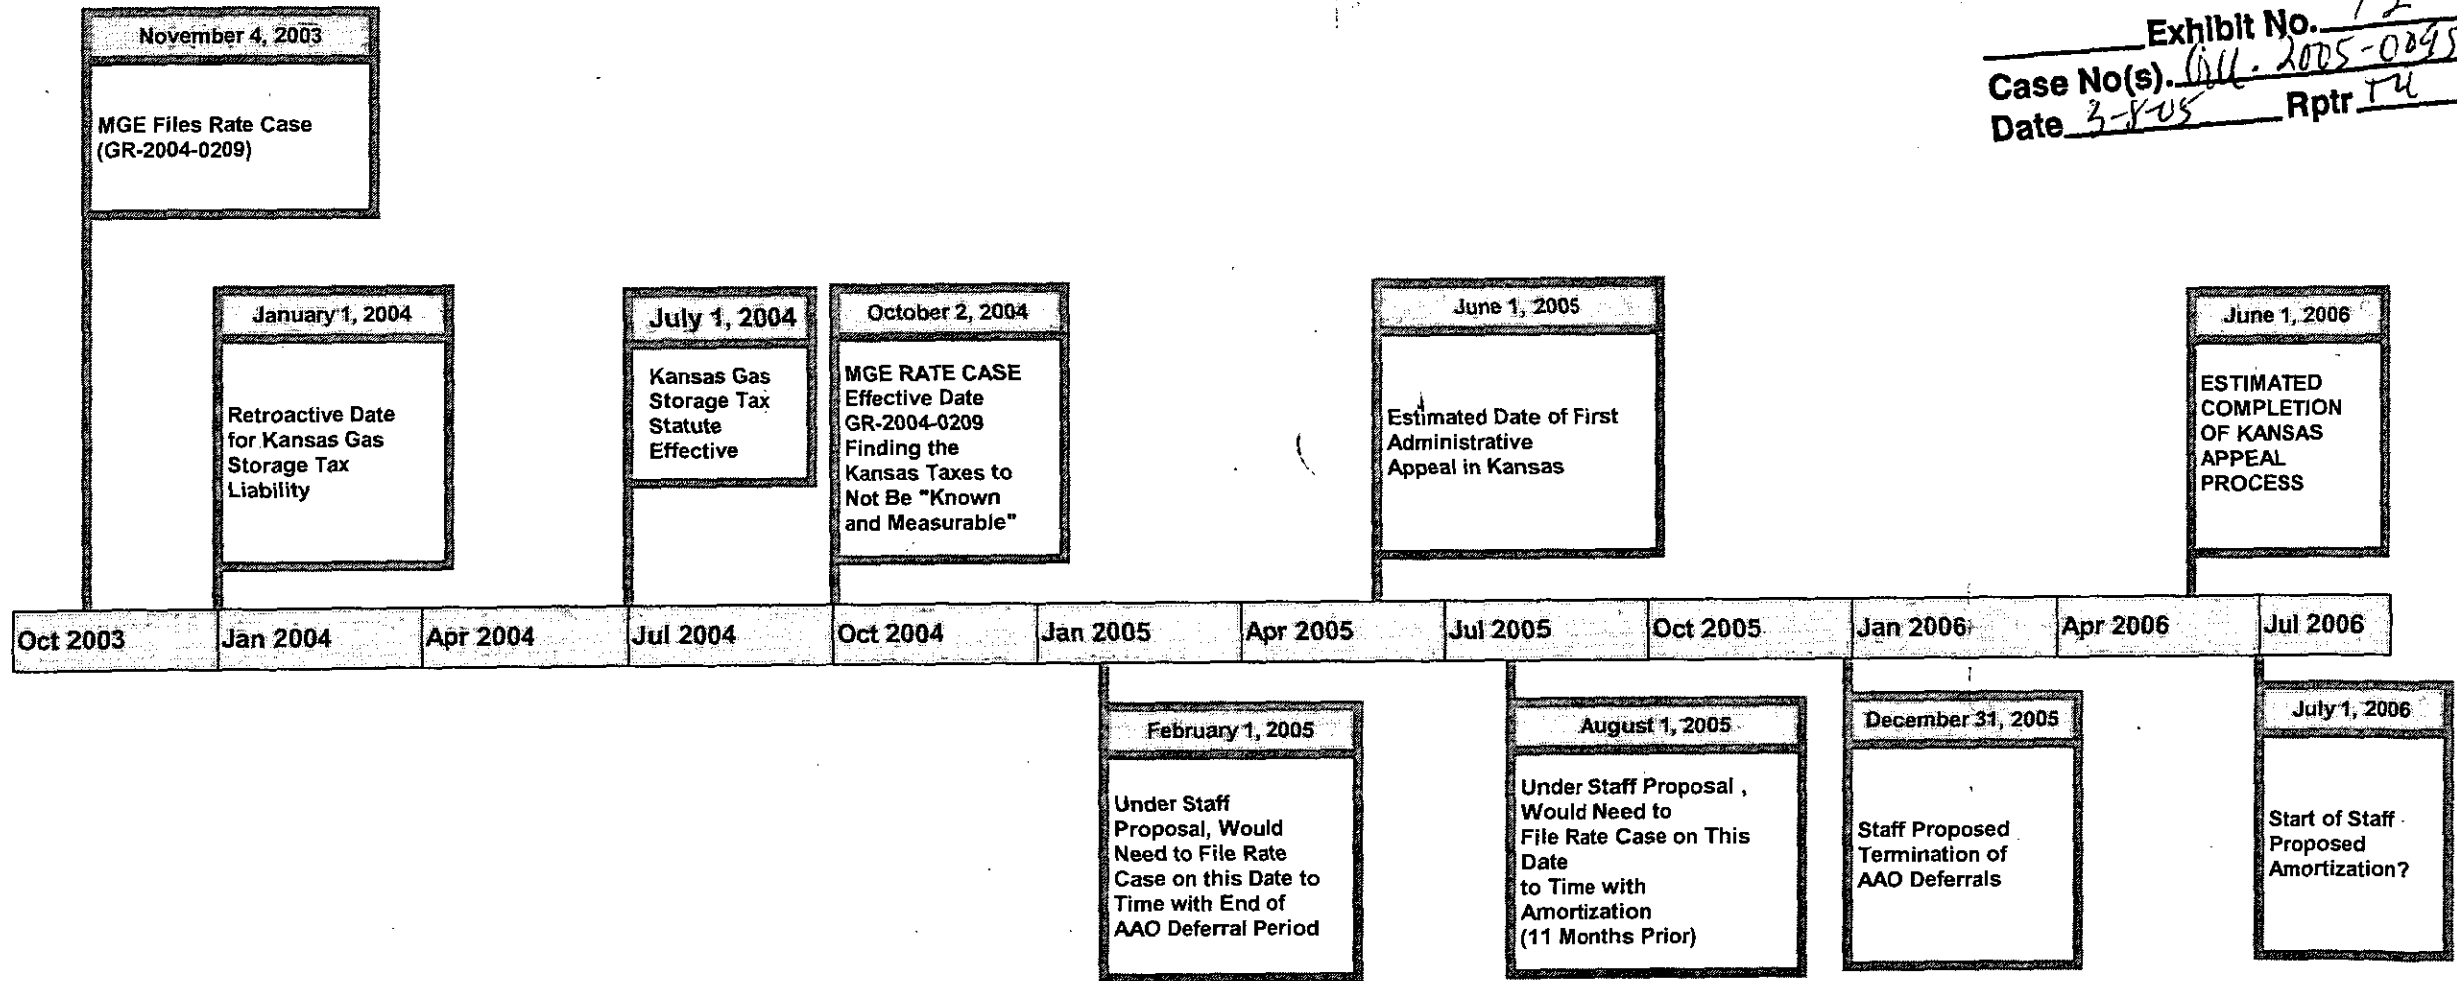 Exhibit No. 12
Case No(s). 2005-0095
Date 3-8-05 Rptr
November 4, 2003
MGE Files Rate Case
(GR-2004-0209)
January 1, 2004
Retroactive Date
for Kansas Gas
Storage Tax
Liability
July 1, 2004
Kansas Gas
Storage Tax
Statute
Effective
October 2, 2004
MGE RATE CASE
Effective Date
GR-2004-0209
Finding the
Kansas Taxes to
Not Be "Known
and Measurable"
June 1, 2005
Estimated Date of First
Administrative
Appeal in Kansas
June 1, 2006
ESTIMATED
COMPLETION
OF KANSAS
APPEAL
PROCESS
Oct 2003 Jan 2004 Apr 2004 Jul 2004 Oct 2004 Jan 2005 Apr 2005 Jul 2005 Oct 2005 Jan 2006 Apr 2006 Jul 2006
February 1, 2005
Under Staff
Proposal, Would
Need to File Rate
Case on this Date to
Time with End of
AAO Deferral Period
August 1, 2005
Under Staff Proposal ,
Would Need to
File Rate Case on This
Date
to Time with
Amortization
(11 Months Prior)
December 31, 2005
Staff Proposed
Termination of
AAO Deferrals
July 1, 2006
Start of Staff
Proposed
Amortization?